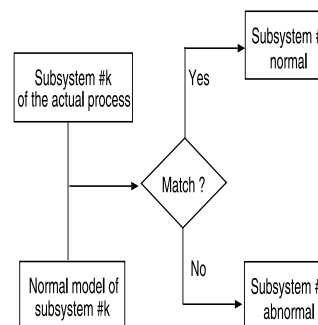 Subsystem #
normal
Subsystem #k
of the actual process
Yes
Match ?
No
Normal model of
subsystem #k
Subsystem #
abnormal